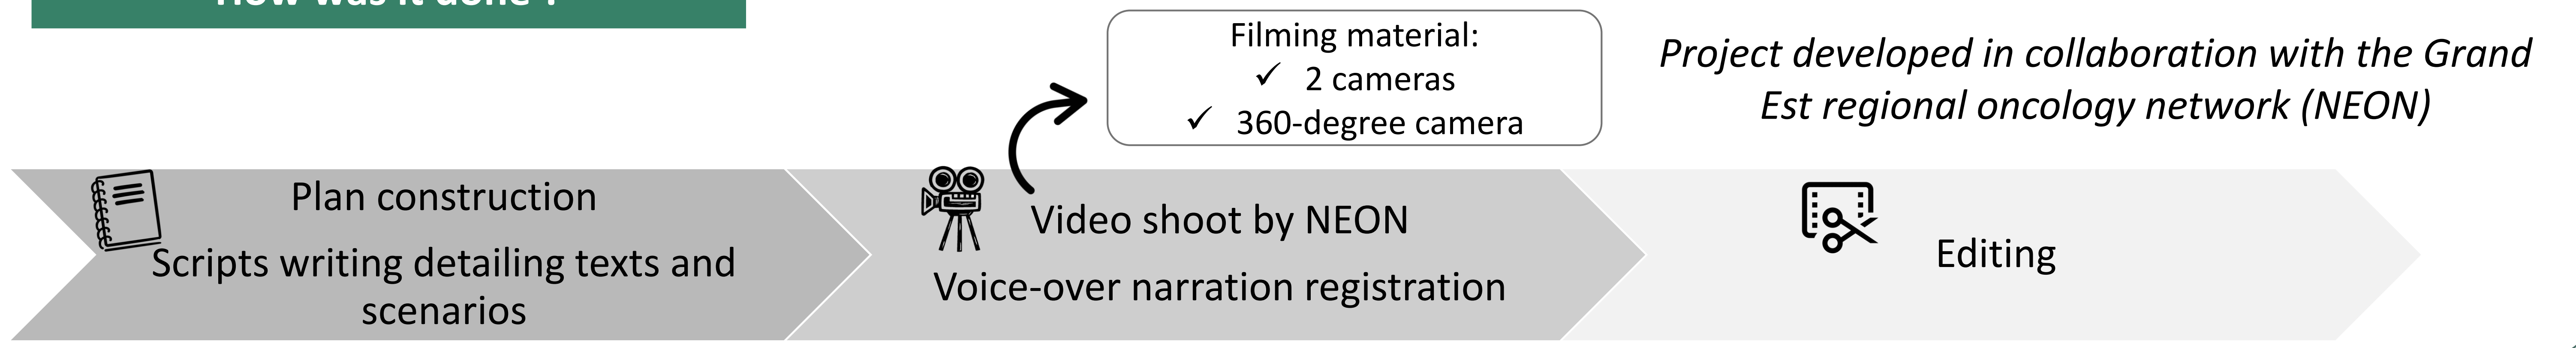 How was it done ?
Filming material:
✓ 2 cameras
✓ 360-degree camera
Project developed in collaboration with the Grand
Est regional oncology network (NEON)
Plan construction
Scripts writing detailing texts and
scenarios
Video shoot by NEON
Voice-over narration registration
Editing